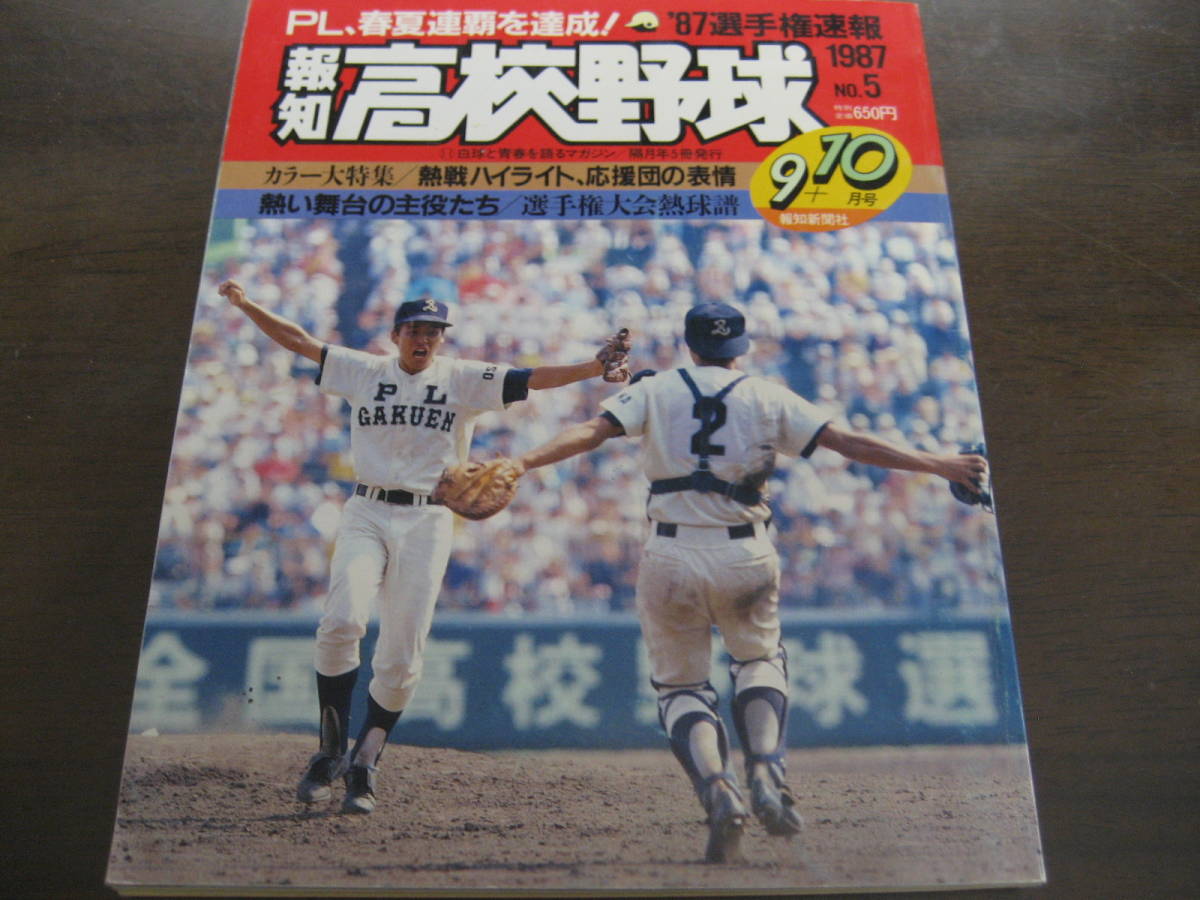 PL、春夏連覇を達成!
'87選手権速報
報知高校野球
1987
NO.5
特別定価650円
白球と青春を語るマガジン/隔月年5冊発行
カラー大特集/熱戦ハイライト、応援団の表情
熱い舞台の主役たち/選手権大会熱球譜
9+10月号
報知新聞社
PL
GAKUEN
2
全国高校野球選